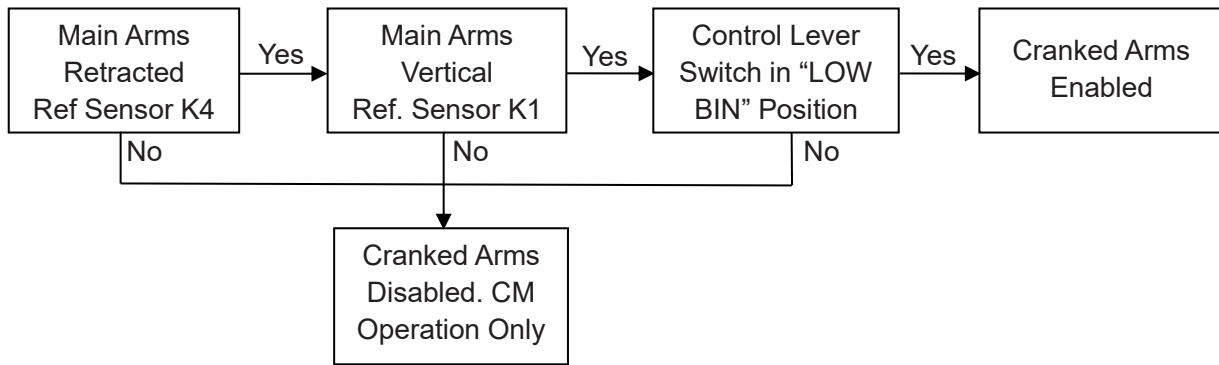 Main Arms
Retracted
Ref Sensor K4
Yes
Main Arms
Vertical
Ref. Sensor K1
Yes
Control Lever
Switch in “LOW
BIN” Position
Yes
Cranked Arms
Enabled
No
No
No
Cranked Arms
Disabled. CM
Operation Only